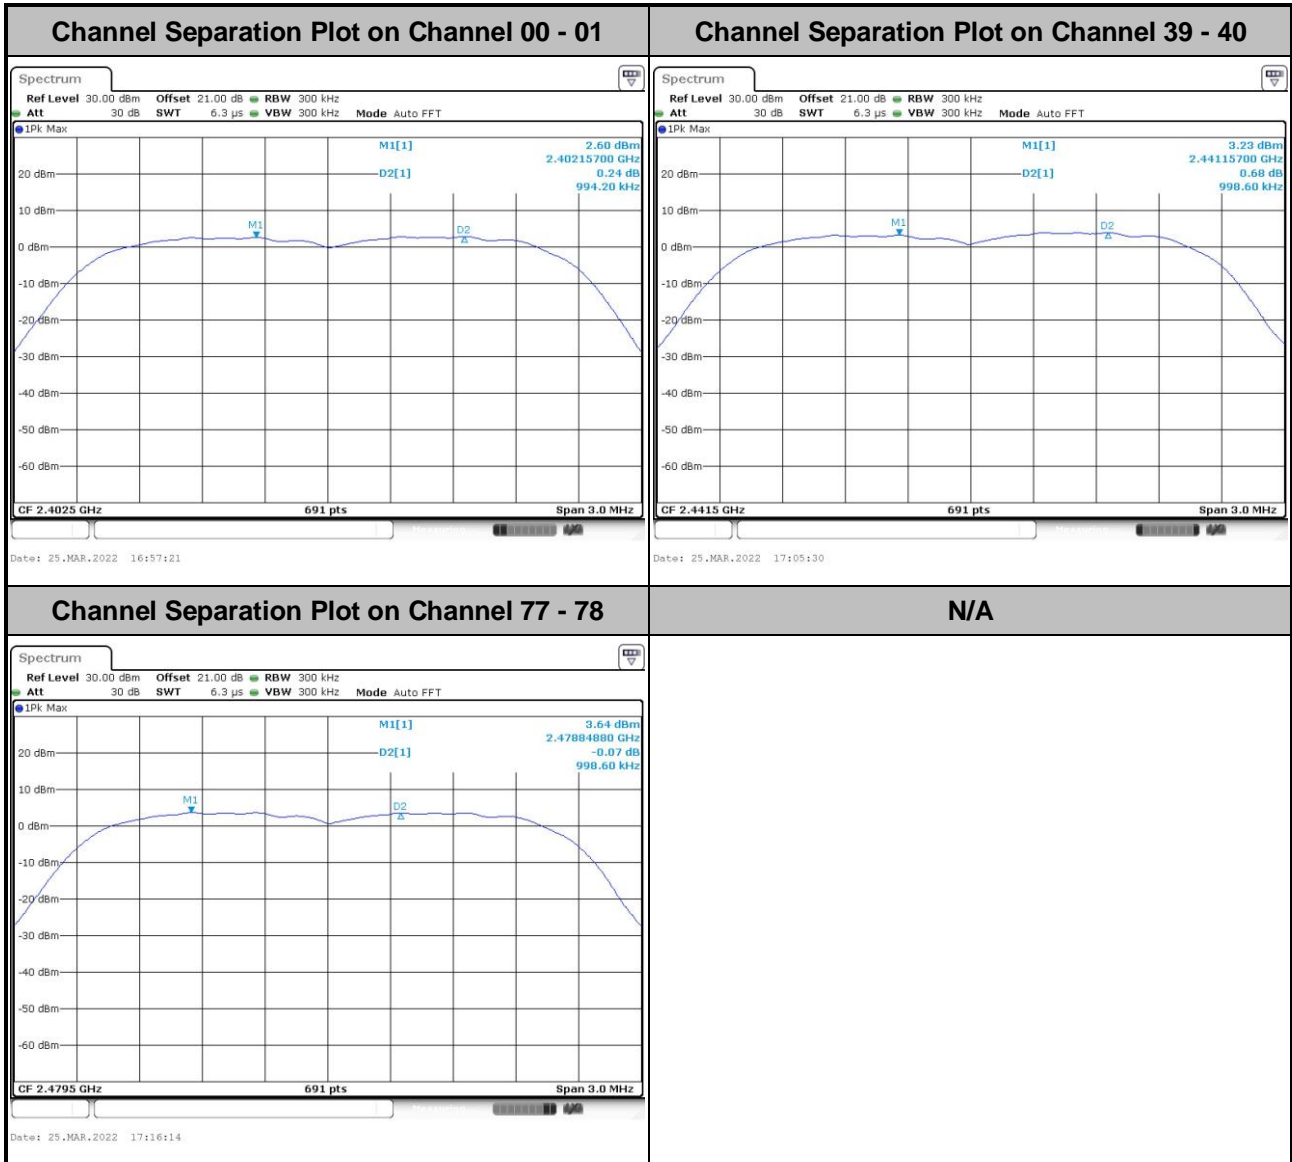 Channel Separation Plot on Channel 00 - 01
Spectrum
Ref Level 30.00 dBm Offset 21.00 dB RBW 300 kHz
Att 30 dB SWT 6.3 µs VBW 300 kHz Mode Auto FFT
1Pk Max
M1[1] 2.60 dBm
2.40215700 GHz
20 dBm D2[1] 0.24 dB
994.20 kHz
10 dBm
M1
D2
0 dBm
-10 dBm
-20 dBm
-30 dBm
-40 dBm
-50 dBm
-60 dBm
CF 2.4025 GHz 691 pts Span 3.0 MHz
Date: 25.MAR.2022 16:57:21
Channel Separation Plot on Channel 39 - 40
Spectrum
Ref Level 30.00 dBm Offset 21.00 dB RBW 300 kHz
Att 30 dB SWT 6.3 µs VBW 300 kHz Mode Auto FFT
1Pk Max
M1[1] 3.23 dBm
2.44115700 GHz
20 dBm D2[1] 0.68 dB
998.60 kHz
10 dBm
M1
D2
0 dBm
-10 dBm
-20 dBm
-30 dBm
-40 dBm
-50 dBm
-60 dBm
CF 2.4415 GHz 691 pts Span 3.0 MHz
Date: 25.MAR.2022 17:05:30
Channel Separation Plot on Channel 77 - 78
Spectrum
Ref Level 30.00 dBm Offset 21.00 dB RBW 300 kHz
Att 30 dB SWT 6.3 µs VBW 300 kHz Mode Auto FFT
1Pk Max
M1[1] 3.64 dBm
2.47884880 GHz
20 dBm D2[1] -0.07 dB
998.60 kHz
10 dBm
M1
D2
0 dBm
-10 dBm
-20 dBm
-30 dBm
-40 dBm
-50 dBm
-60 dBm
CF 2.4795 GHz 691 pts Span 3.0 MHz
Date: 25.MAR.2022 17:16:14
N/A